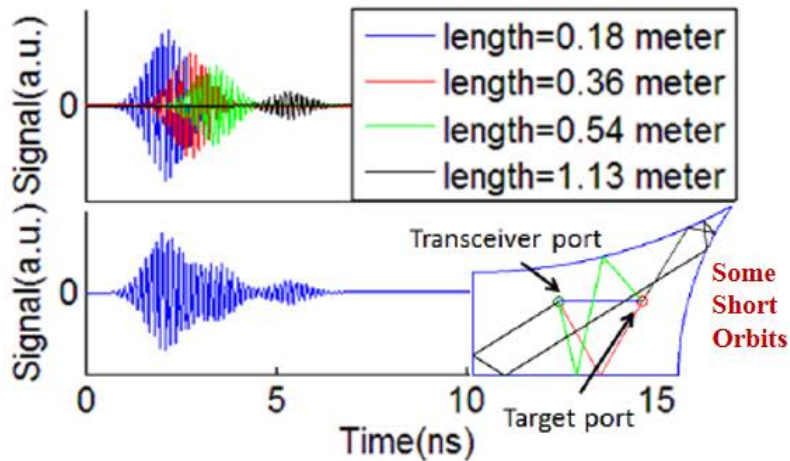 Signal(a.u.)
0
length=0.18 meter
length=0.36 meter
length=0.54 meter
length=1.13 meter
Signal(a.u.)
0
Transceiver port
Some
Short
Orbits
Target port
0 5 10 15
Time(ns)